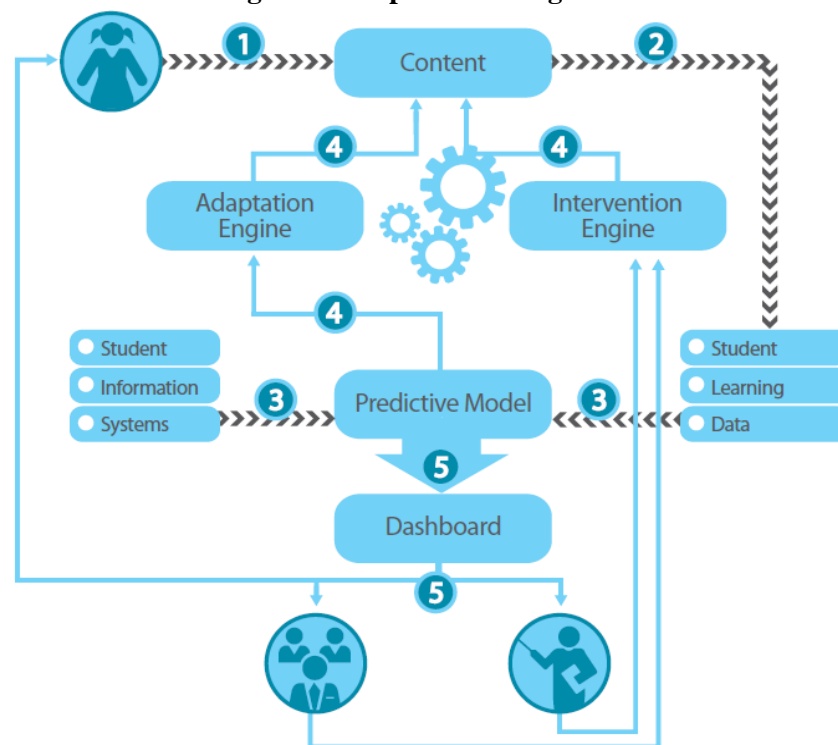 1
Content
2
4
4
Adaptation
Engine
Intervention
Engine
4
Student
Information
Systems
3
Predictive Model
3
Student
Learning
Data
5
Dashboard
5